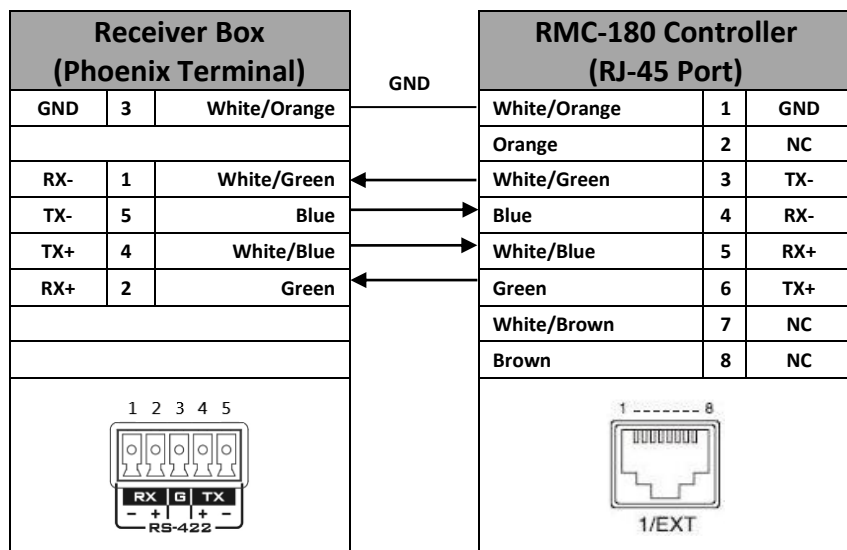 Receiver Box
(Phoenix Terminal)
GND
RMC-180 Controller
(RJ-45 Port)
GND 3 White/Orange
White/Orange 1 GND
Orange 2 NC
RX- 1 White/Green
White/Green 3 TX-
TX- 5 Blue
Blue 4 RX-
TX+ 4 White/Blue
White/Blue 5 RX+
RX+ 2 Green
Green 6 TX+
White/Brown 7 NC
Brown 8 NC
1 2 3 4 5
RX G TX
- + + -
RS-422
1 ------- 8
1/EXT